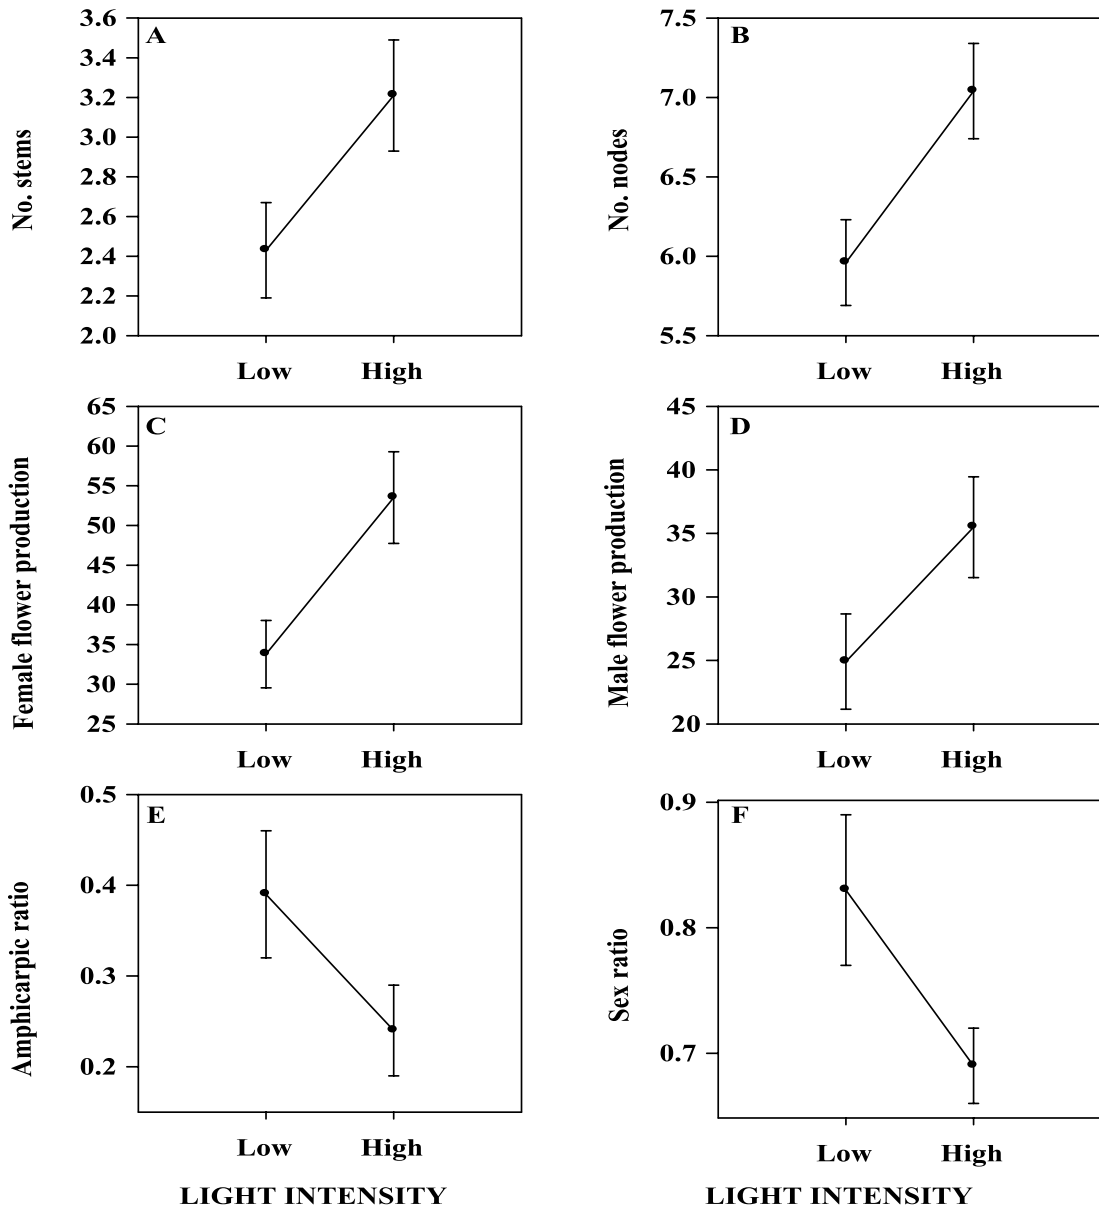 A
No. stems
3.6
3.4
3.2
3.0
2.8
2.6
2.4
2.2
2.0
Low High
B
No. nodes
7.5
7.0
6.5
6.0
5.5
Low High
C
Female flower production
65
60
55
50
45
40
35
30
25
Low High
D
Male flower production
45
40
35
30
25
20
Low High
E
Amphicarpic ratio
0.5
0.4
0.3
0.2
Low High
LIGHT INTENSITY
F
Sex ratio
0.9
0.8
0.7
Low High
LIGHT INTENSITY